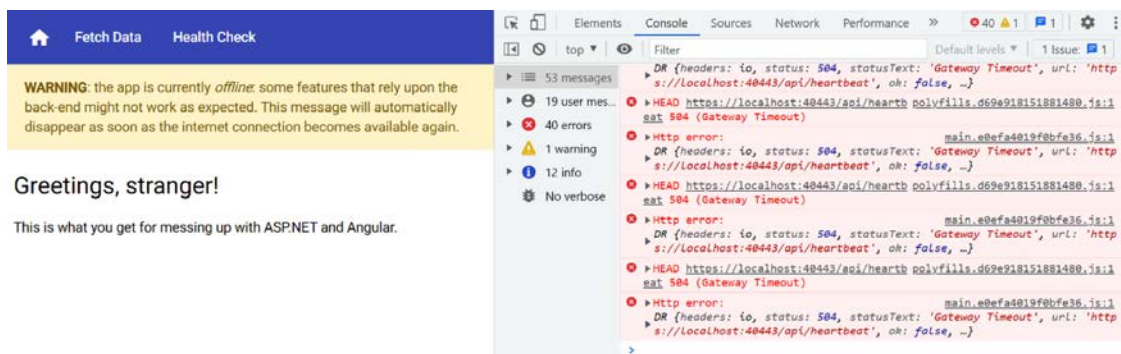 Fetch Data Health Check
WARNING: the app is currently offline: some features that rely upon the
back-end might not work as expected. This message will automatically
disappear as soon as the internet connection becomes available again.
Greetings, stranger!
This is what you get for messing up with ASP.NET and Angular.
Elements Console Sources Network Performance » 40 1 1
top Filter Default levels 1 Issue: 1
53 messages
19 user mes...
40 errors
1 warning
12 info
No verbose
DR {headers: io, status: 504, statusText: 'Gateway Timeout', url: 'http
s://localhost:40443/api/heartbeat', ok: false, …}
HEAD https://localhost:40443/api/heartb polyfills.d69e918151881480.js:1
eat 504 (Gateway Timeout)
Http error: main.e0efa4019f0bfe36.js:1
DR {headers: io, status: 504, statusText: 'Gateway Timeout', url: 'http
s://localhost:40443/api/heartbeat', ok: false, …}
HEAD https://localhost:40443/api/heartb polyfills.d69e918151881480.js:1
eat 504 (Gateway Timeout)
Http error: main.e0efa4019f0bfe36.js:1
DR {headers: io, status: 504, statusText: 'Gateway Timeout', url: 'http
s://localhost:40443/api/heartbeat', ok: false, …}
HEAD https://localhost:40443/api/heartb polyfills.d69e918151881480.js:1
eat 504 (Gateway Timeout)
Http error: main.e0efa4019f0bfe36.js:1
DR {headers: io, status: 504, statusText: 'Gateway Timeout', url: 'http
s://localhost:40443/api/heartbeat', ok: false, …}